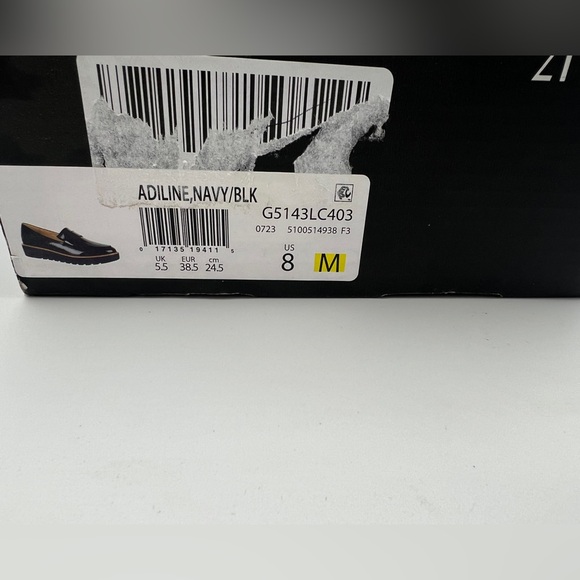 ADILINE,NAVY/BLK
G5143LC403
0723 5100514938 F3
6 17135 19411 5
UK EUR cm
5.5 38.5 24.5
US
8 M